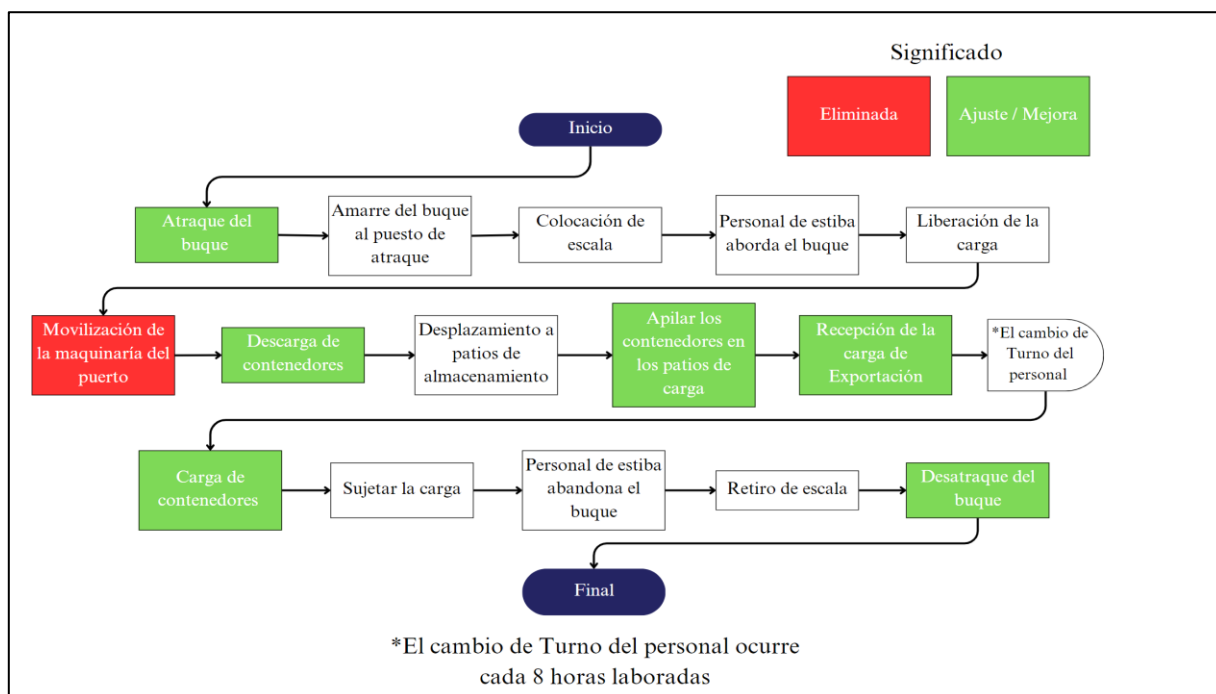 Significado
Eliminada
Ajuste / Mejora
Inicio
Atraque del
buque
Amarre del buque
al puesto de
atraque
Colocación de
escala
Personal de estiba
aborda el buque
Liberación de la
carga
Movilización de
la maquinaría del
puerto
Descarga de
contenedores
Desplazamiento a
patios de
almacenamiento
Apilar los
contenedores en
los patios de
carga
Recepción de la
carga de
Exportación
*El cambio de
Turno del
personal
Carga de
contenedores
Sujetar la carga
Personal de estiba
abandona el
buque
Retiro de escala
Desatraque del
buque
Final
*El cambio de Turno del personal ocurre
cada 8 horas laboradas